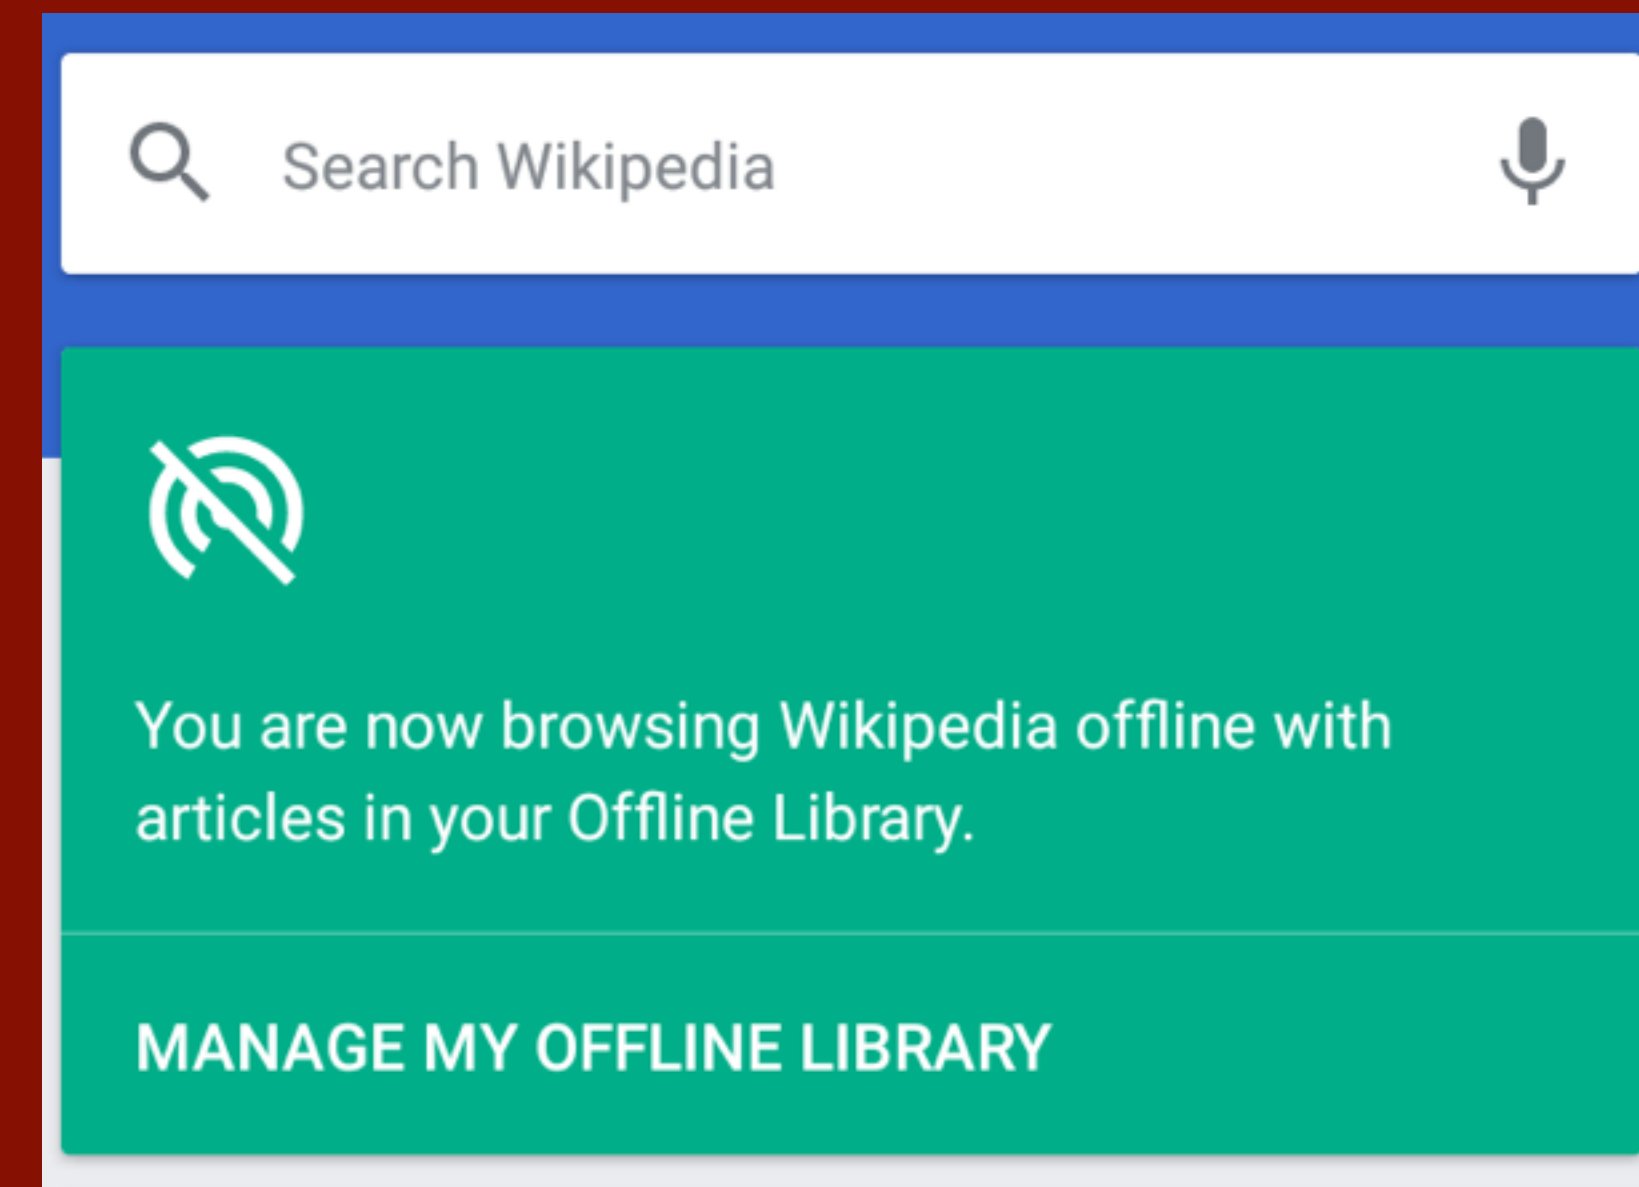 Search Wikipedia
You are now browsing Wikipedia offline with
articles in your Offline Library.
MANAGE MY OFFLINE LIBRARY